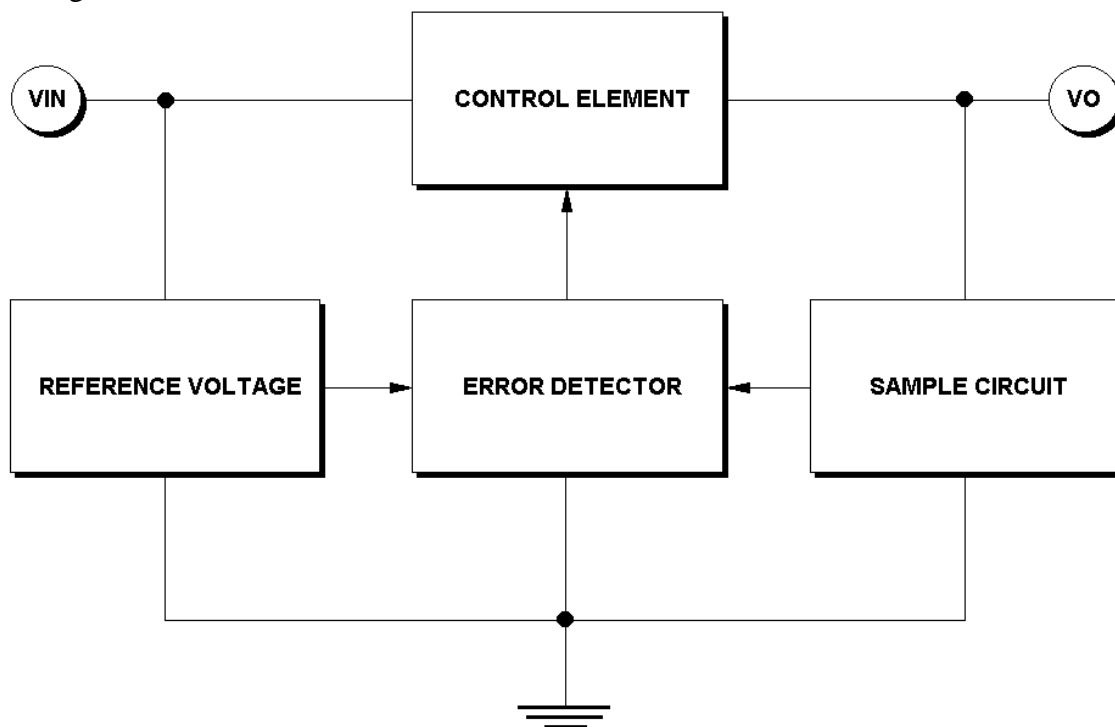 VIN
CONTROL ELEMENT
VO
REFERENCE VOLTAGE
ERROR DETECTOR
SAMPLE CIRCUIT